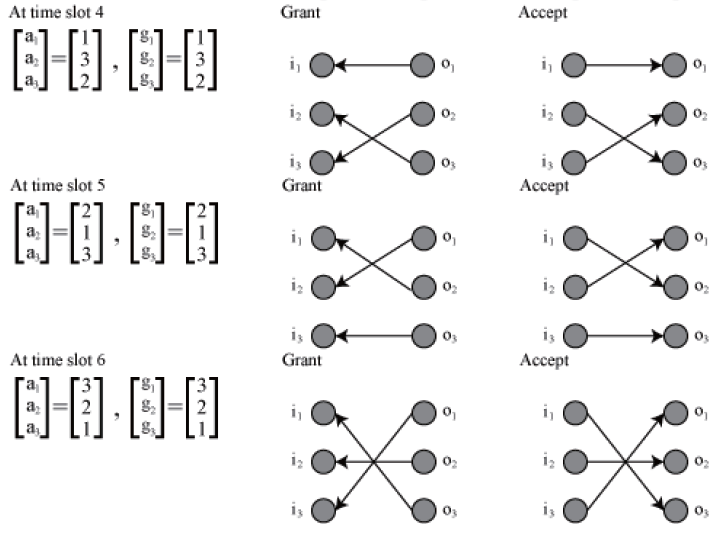 At time slot 4 Grant Accept
[a₁ a₂ a₃] = [1 3 2] , [g₁ g₂ g₃] = [1 3 2]
i₁ o₁ i₁ o₁
i₂ o₂ i₂ o₂
i₃ o₃ i₃ o₃
At time slot 5 Grant Accept
[a₁ a₂ a₃] = [2 1 3] , [g₁ g₂ g₃] = [2 1 3]
i₁ o₁ i₁ o₁
i₂ o₂ i₂ o₂
i₃ o₃ i₃ o₃
At time slot 6 Grant Accept
[a₁ a₂ a₃] = [3 2 1] , [g₁ g₂ g₃] = [3 2 1]
i₁ o₁ i₁ o₁
i₂ o₂ i₂ o₂
i₃ o₃ i₃ o₃